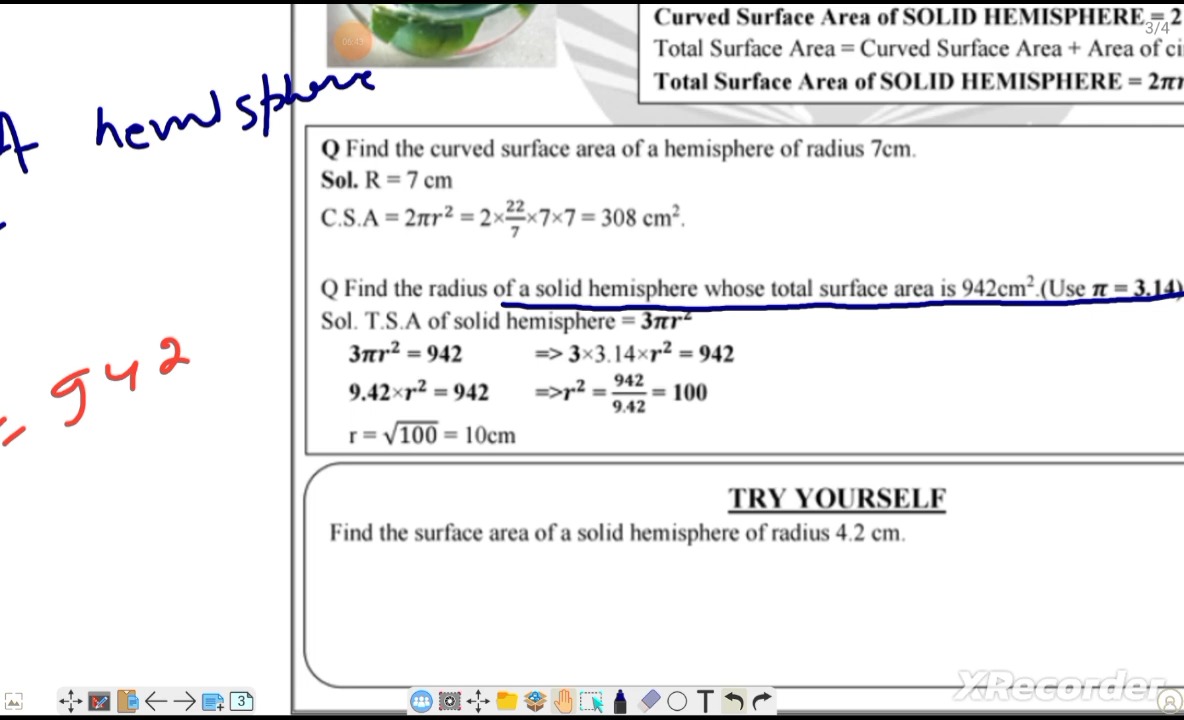 Curved Surface Area of SOLID HEMISPHERE = 2
3/4
06:43
Total Surface Area = Curved Surface Area + Area of ci
Total Surface Area of SOLID HEMISPHERE = 2πr
hemisphere
Q Find the curved surface area of a hemisphere of radius 7cm.
Sol. R = 7 cm
C.S.A = 2πr² = 2×22/7×7×7 = 308 cm².
Q Find the radius of a solid hemisphere whose total surface area is 942cm².(Use π = 3.14)
Sol. T.S.A of solid hemisphere = 3πr²
3πr² = 942 => 3×3.14×r² = 942
= 942
9.42×r² = 942 =>r² = 942/9.42 = 100
r = √100 = 10cm
TRY YOURSELF
Find the surface area of a solid hemisphere of radius 4.2 cm.
XRecorder
3
T